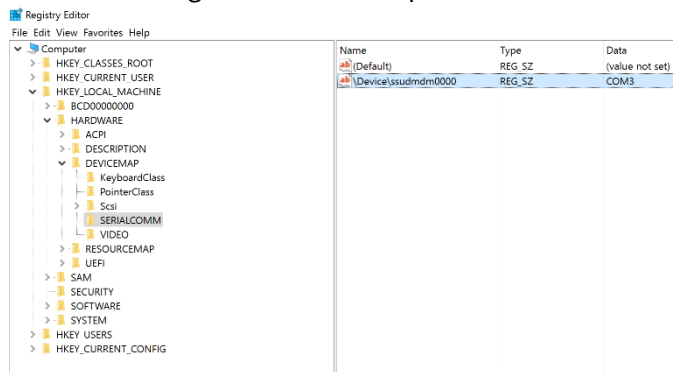 Registry Editor
File Edit View Favorites Help
Computer
HKEY_CLASSES_ROOT
HKEY_CURRENT_USER
HKEY_LOCAL_MACHINE
BCD00000000
HARDWARE
ACPI
DESCRIPTION
DEVICEMAP
KeyboardClass
PointerClass
Scsi
SERIALCOMM
VIDEO
RESOURCEMAP
UEFI
SAM
SECURITY
SOFTWARE
SYSTEM
HKEY_USERS
HKEY_CURRENT_CONFIG
Name Type Data
(Default) REG_SZ (value not set)
\Device\ssudmdm0000 REG_SZ COM3